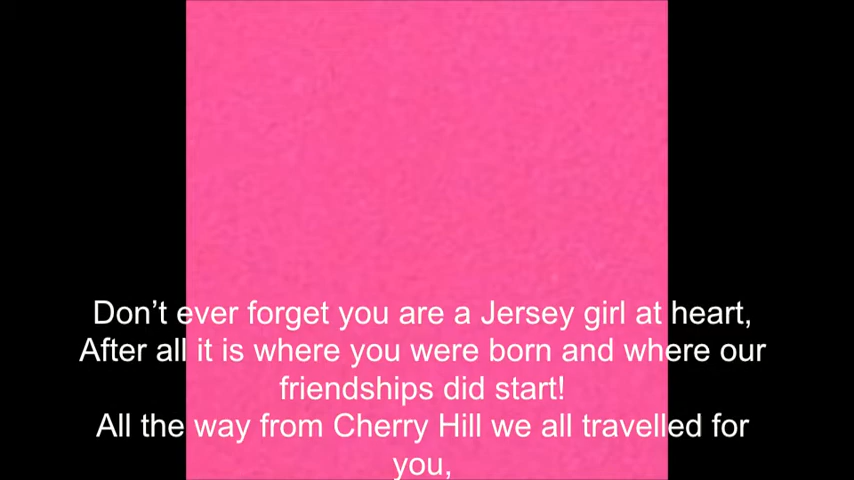 Don’t ever forget you are a Jersey girl at heart,
After all it is where you were born and where our
friendships did start!
All the way from Cherry Hill we all travelled for
you,